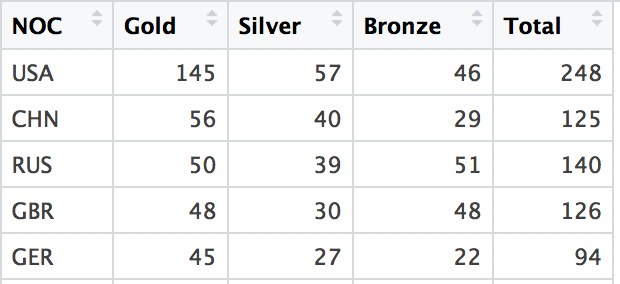 NOC Gold Silver Bronze Total
USA 145 57 46 248
CHN 56 40 29 125
RUS 50 39 51 140
GBR 48 30 48 126
GER 45 27 22 94